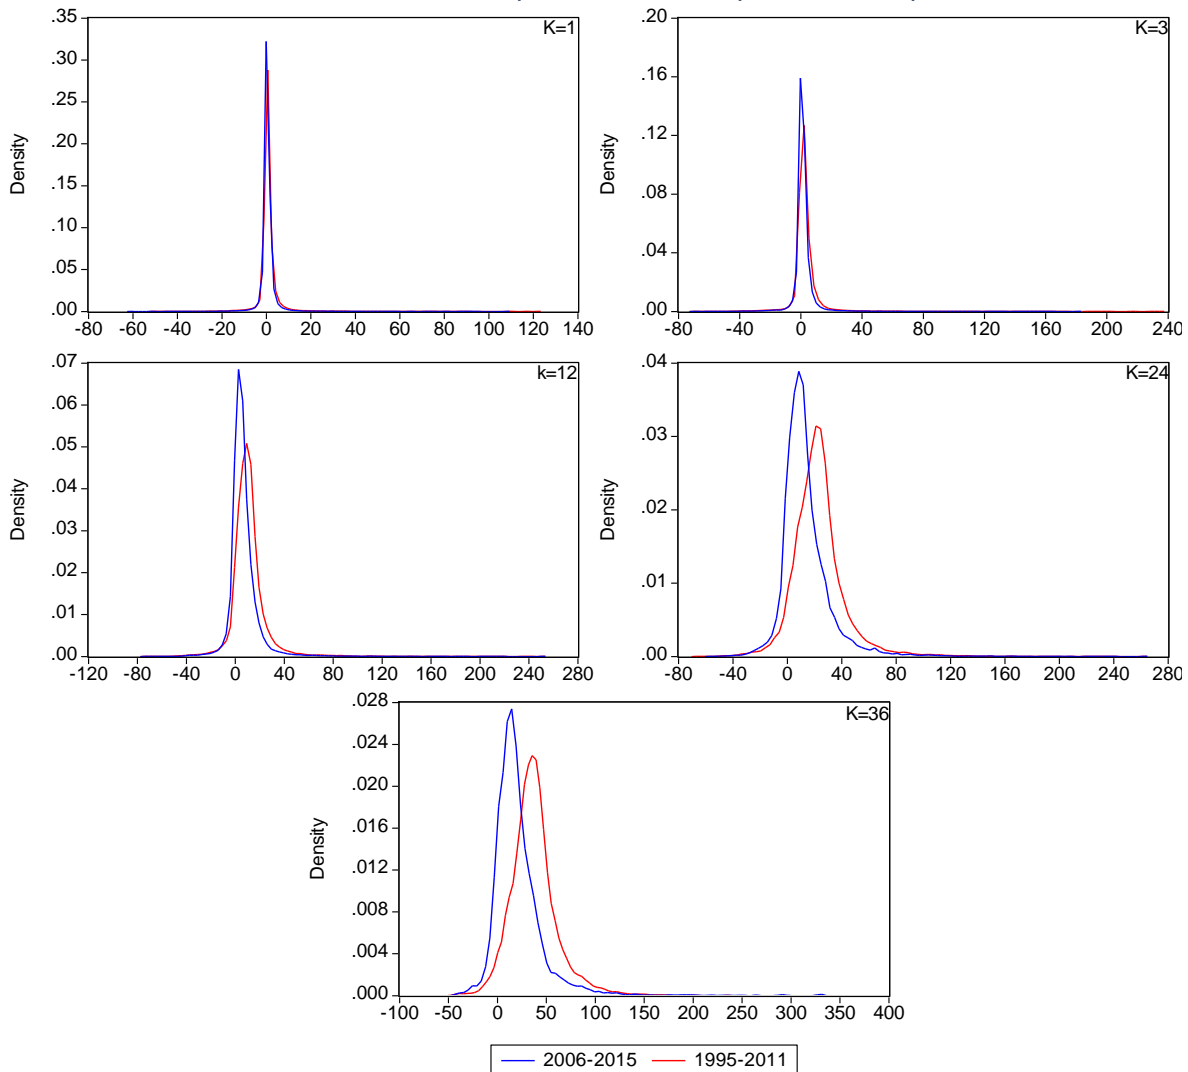 .35 .30 .25 .20 .15 .10 .05 .00
Density
K=1
-80 -60 -40 -20 0 20 40 60 80 100 120 140
.20 .16 .12 .08 .04 .00
Density
K=3
-80 -40 0 40 80 120 160 200 240
.07 .06 .05 .04 .03 .02 .01 .00
Density
k=12
-120 -80 -40 0 40 80 120 160 200 240 280
.04 .03 .02 .01 .00
Density
K=24
-80 -40 0 40 80 120 160 200 240 280
.028 .024 .020 .016 .012 .008 .004 .000
Density
K=36
-100 -50 0 50 100 150 200 250 300 350 400
2006-2015 1995-2011